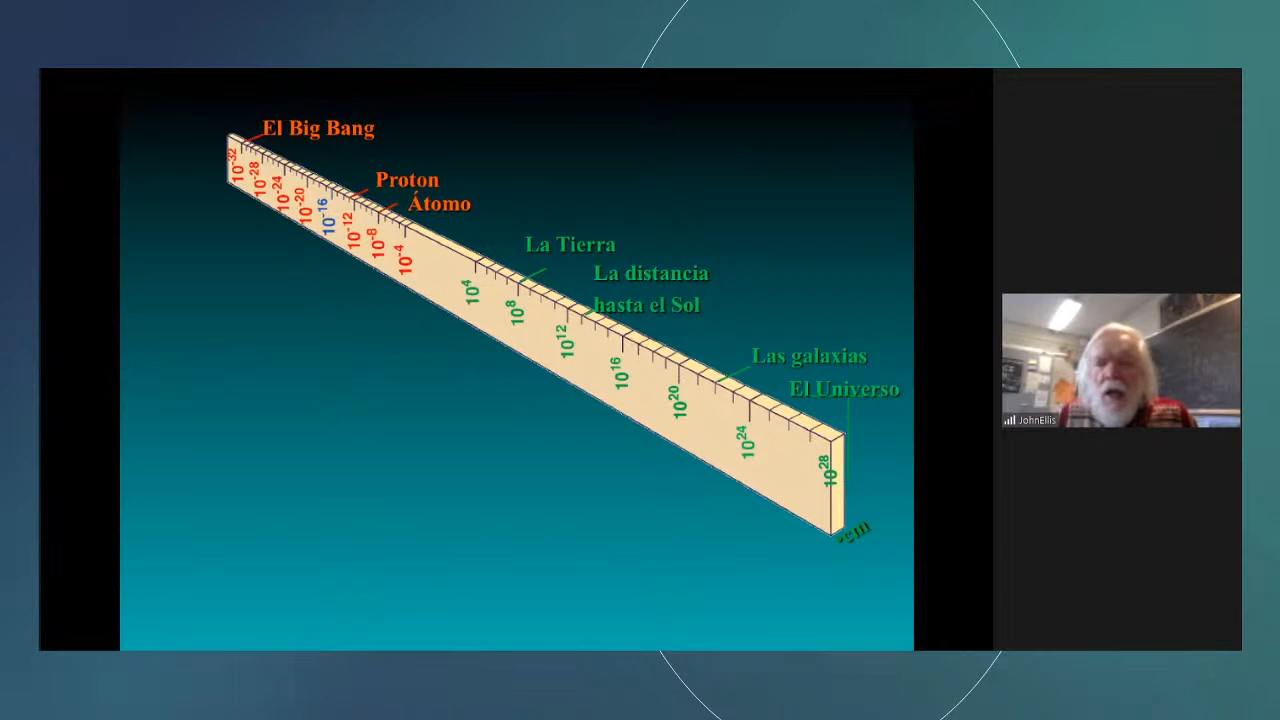 El Big Bang
Proton
Átomo
La Tierra
La distancia
hasta el Sol
Las galaxias
El Universo
10⁻³²
10⁻²⁸
10⁻²⁴
10⁻²⁰
10⁻¹⁶
10⁻¹²
10⁻⁸
10⁻⁴
10⁴
10⁸
10¹²
10¹⁶
10²⁰
10²⁴
10²⁸
cm
JohnEllis